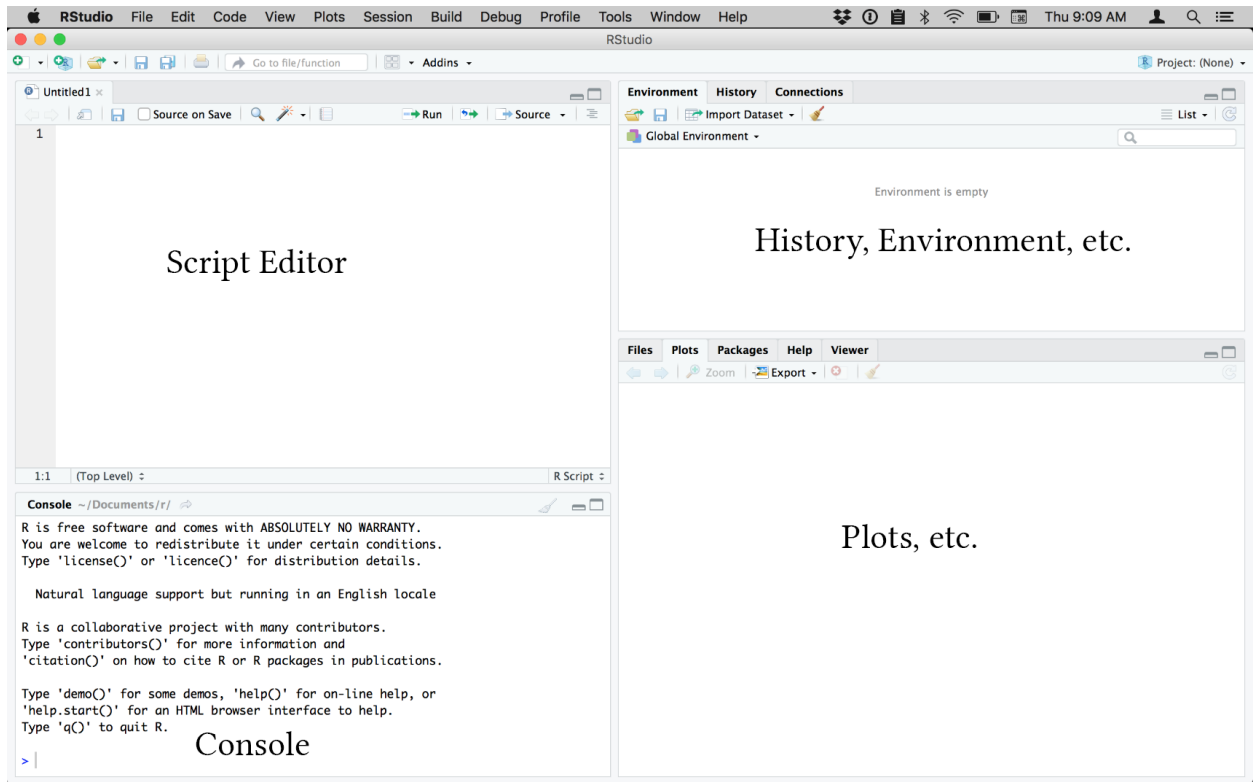 RStudio File Edit Code View Plots Session Build Debug Profile Tools Window Help Thu 9:09 AM
RStudio
Go to file/function Addins Project: (None)
Untitled1
Source on Save Run Source
1
Script Editor
1:1 (Top Level) R Script
Console ~/Documents/r/
R is free software and comes with ABSOLUTELY NO WARRANTY.
You are welcome to redistribute it under certain conditions.
Type 'license()' or 'licence()' for distribution details.
Natural language support but running in an English locale
R is a collaborative project with many contributors.
Type 'contributors()' for more information and
'citation()' on how to cite R or R packages in publications.
Type 'demo()' for some demos, 'help()' for on-line help, or
'help.start()' for an HTML browser interface to help.
Type 'q()' to quit R.
Console
>
Environment History Connections
Import Dataset List
Global Environment
Environment is empty
History, Environment, etc.
Files Plots Packages Help Viewer
Zoom Export
Plots, etc.